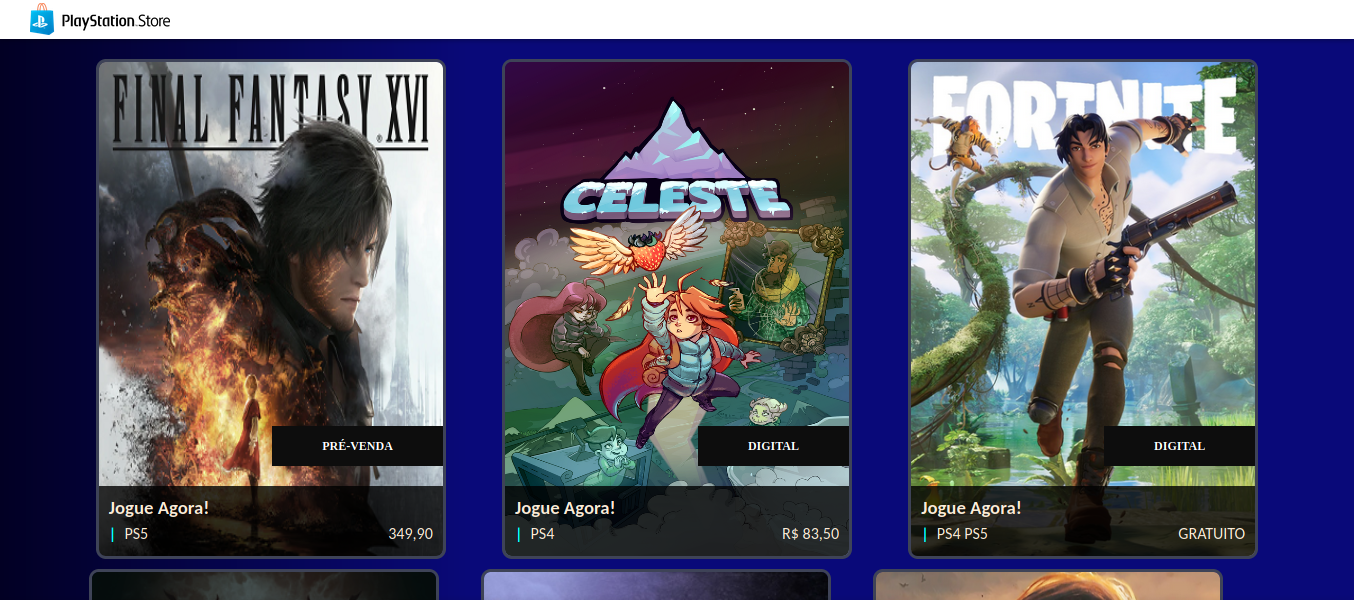 PlayStation.Store
FINAL FANTASY XVI
PRÉ-VENDA
Jogue Agora!
| PS5 349,90
CELESTE
DIGITAL
Jogue Agora!
| PS4 R$ 83,50
FORTNITE
DIGITAL
Jogue Agora!
| PS4 PS5 GRATUITO